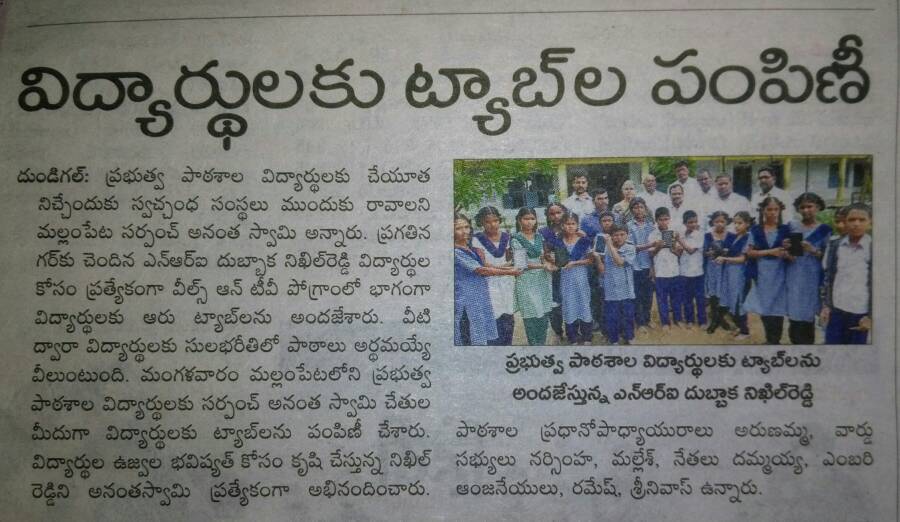 విద్యార్థులకు ట్యాబ్‌ల పంపిణీ
దుండిగల్: ప్రభుత్వ పాఠశాల విద్యార్థులకు చేయూత
నిచ్చేందుకు స్వచ్ఛంధ సంస్థలు ముందుకు రావాలని
మల్లంపేట సర్పంచ్ అనంత స్వామి అన్నారు. ప్రగతిన
గర్‌కు చెందిన ఎన్ఆర్ఐ దుబ్బాక నిఖిల్‌రెడ్డి విద్యార్థుల
కోసం ప్రత్యేకంగా వీల్స్ ఆన్ టీవీ పోగ్రాంలో భాగంగా
విద్యార్థులకు ఆరు ట్యాబ్‌లను అందజేశారు. వీటి
ద్వారా విద్యార్థులకు సులభరీతిలో పాఠాలు అర్థమయ్యే
వీలుంటుంది. మంగళవారం మల్లంపేటలోని ప్రభుత్వ
పాఠశాల విద్యార్థులకు సర్పంచ్ అనంత స్వామి చేతుల
మీదుగా విద్యార్థులకు ట్యాబ్‌లను పంపిణీ చేశారు.
విద్యార్థుల ఉజ్వల భవిష్యత్ కోసం కృషి చేస్తున్న నిఖిల్
రెడ్డిని అనంతస్వామి ప్రత్యేకంగా అభినందించారు.
ప్రభుత్వ పాఠశాల విద్యార్థులకు ట్యాబ్‌లను
అందజేస్తున్న ఎన్ఆర్ఐ దుబ్బాక నిఖిల్‌రెడ్డి
పాఠశాల ప్రధానోపాధ్యాయురాలు అరుణమ్మ, వార్డు
సభ్యులు నర్సింహ, మల్లేశ్, నేతలు దమ్మయ్య, ఎంబరి
ఆంజనేయులు, రమేష్, శ్రీనివాస్ ఉన్నారు.